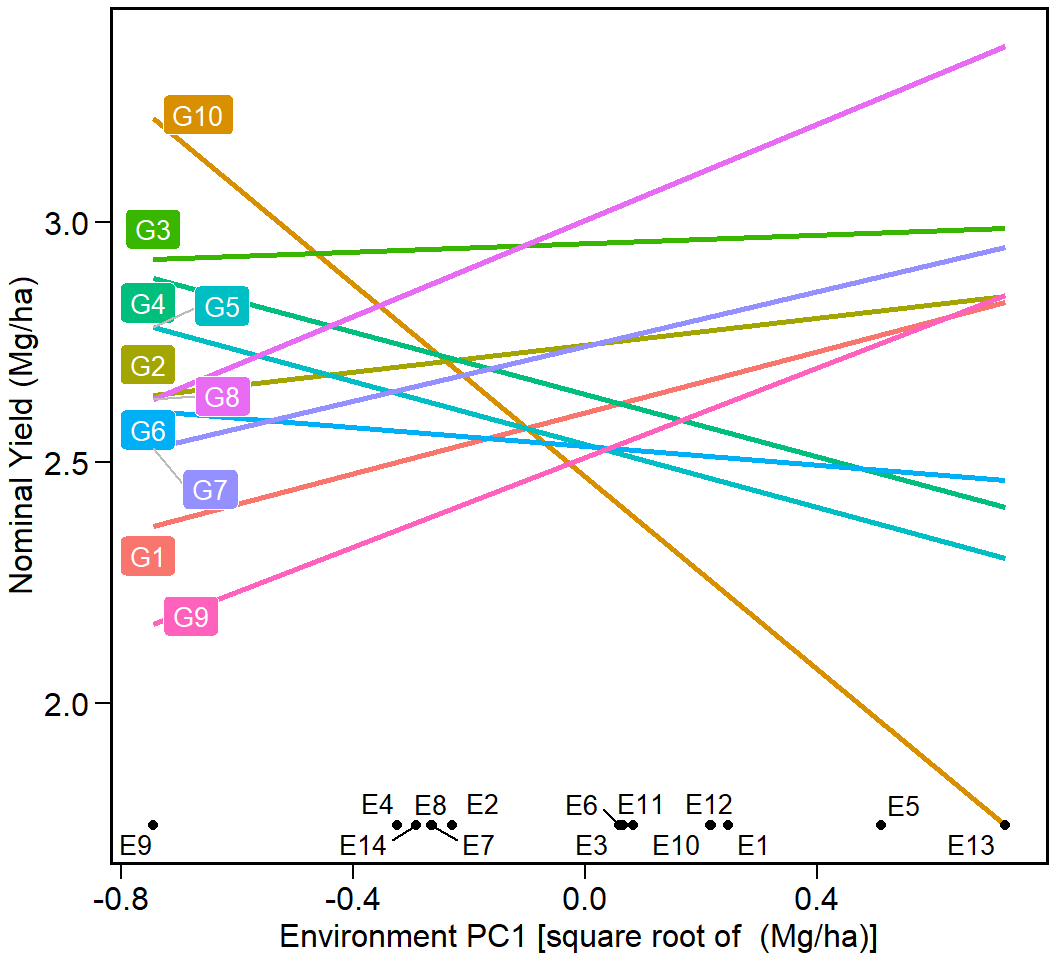 G10
3.0
G3
G4
G5
G2
G8
G6
2.5
G7
G1
G9
2.0
E4 E8 E2 E6 E11 E12 E5
E9 E14 E7 E3 E10 E1 E13
-0.8 -0.4 0.0 0.4
Environment PC1 [square root of  (Mg/ha)]
Nominal Yield (Mg/ha)